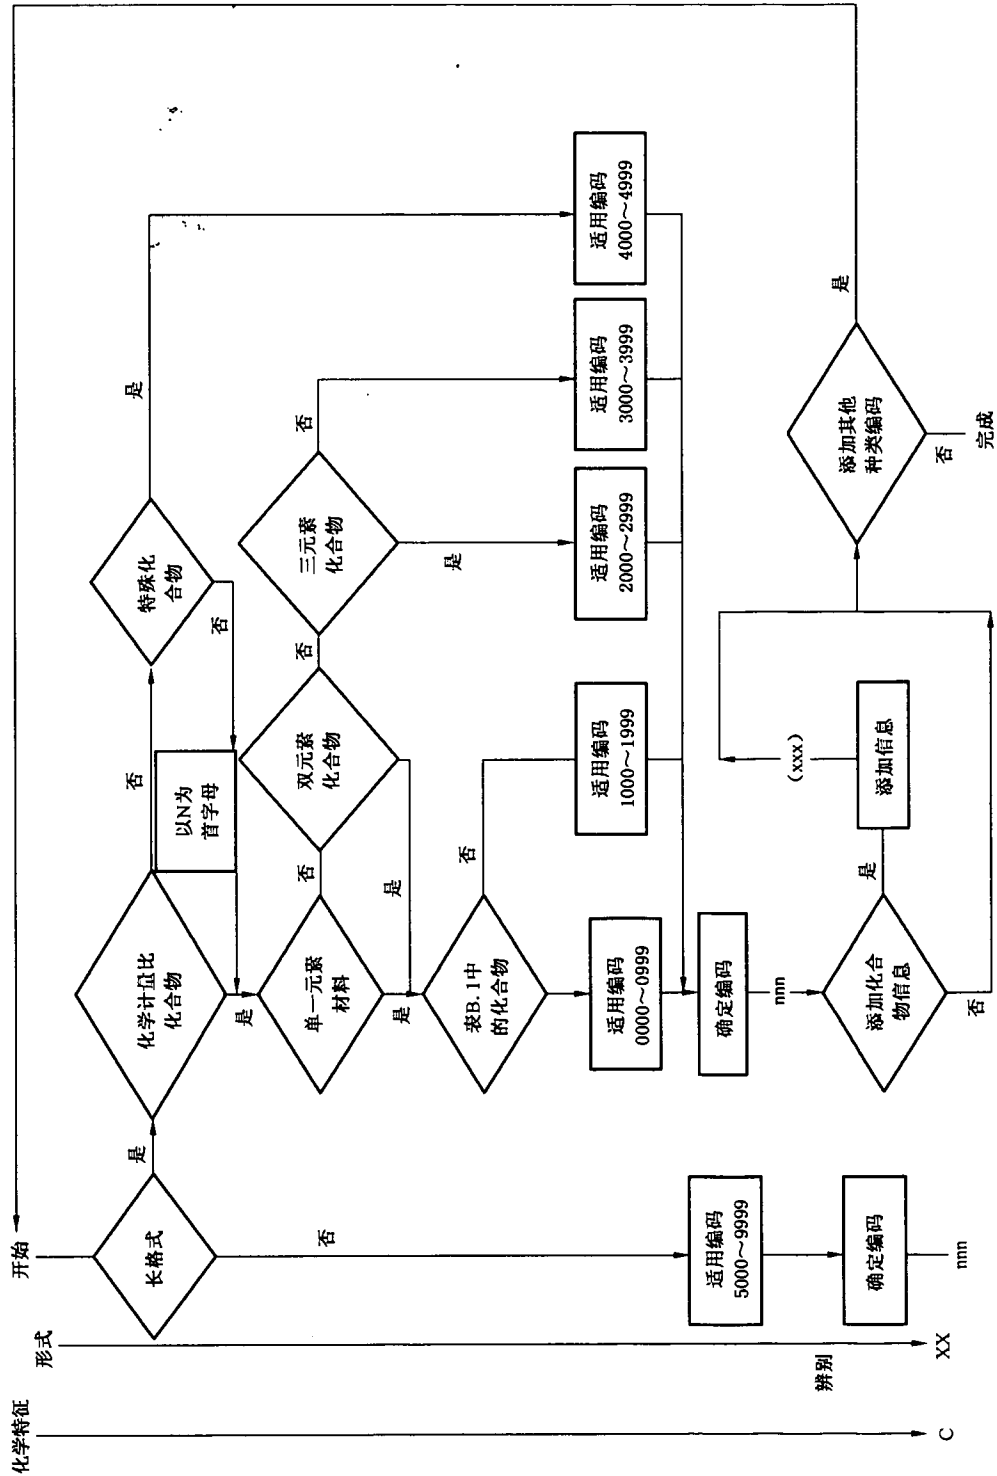 化学特征
形式
开始
长格式
是
否
化学计量比
化合物
否
是
以N为
首字母
特殊化
合物
是
否
单一元素
材料
否
是
双元素
化合物
否
是
三元素
化合物
否
是
表B.1中
的化合物
否
适用编码
0000～0999
适用编码
1000～1999
适用编码
2000～2999
适用编码
3000～3999
适用编码
4000～4999
适用编码
5000～9999
确定编码
nnn
确定编码
nnn
添加化合
物信息
是
否
添加信息
(xxx)
添加其他
种类编码
是
否
完成
辨别
C
XX